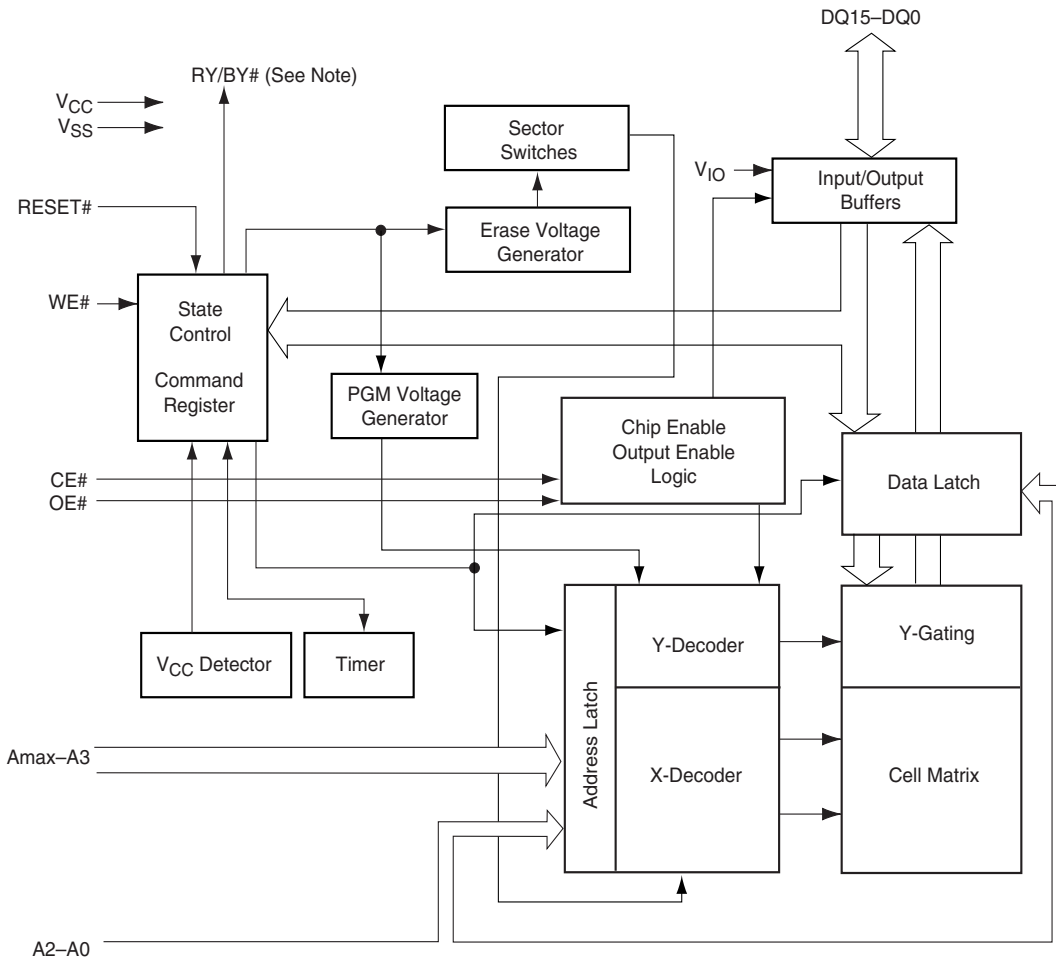 DQ15–DQ0
RY/BY# (See Note)
VCC
VSS
Sector
Switches
VIO
Input/Output
Buffers
RESET#
Erase Voltage
Generator
WE#
State
Control
Command
Register
PGM Voltage
Generator
Chip Enable
Output Enable
Logic
CE#
OE#
Data Latch
VCC Detector
Timer
Address Latch
Y-Decoder
Y-Gating
Amax–A3
X-Decoder
Cell Matrix
A2–A0